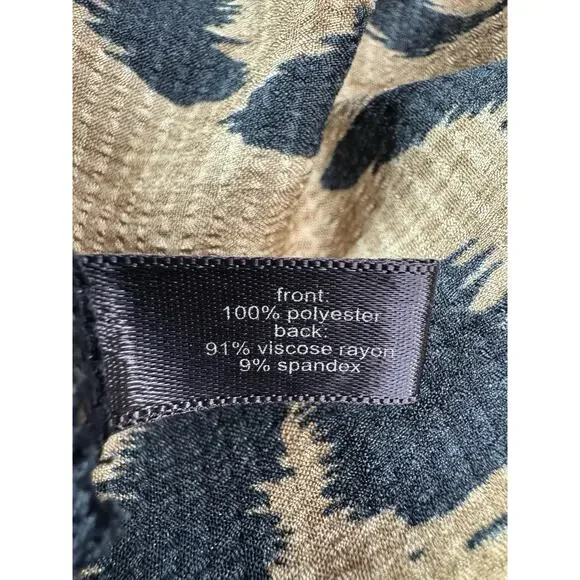 front:
100% polyester
back:
91% viscose rayon
9% spandex